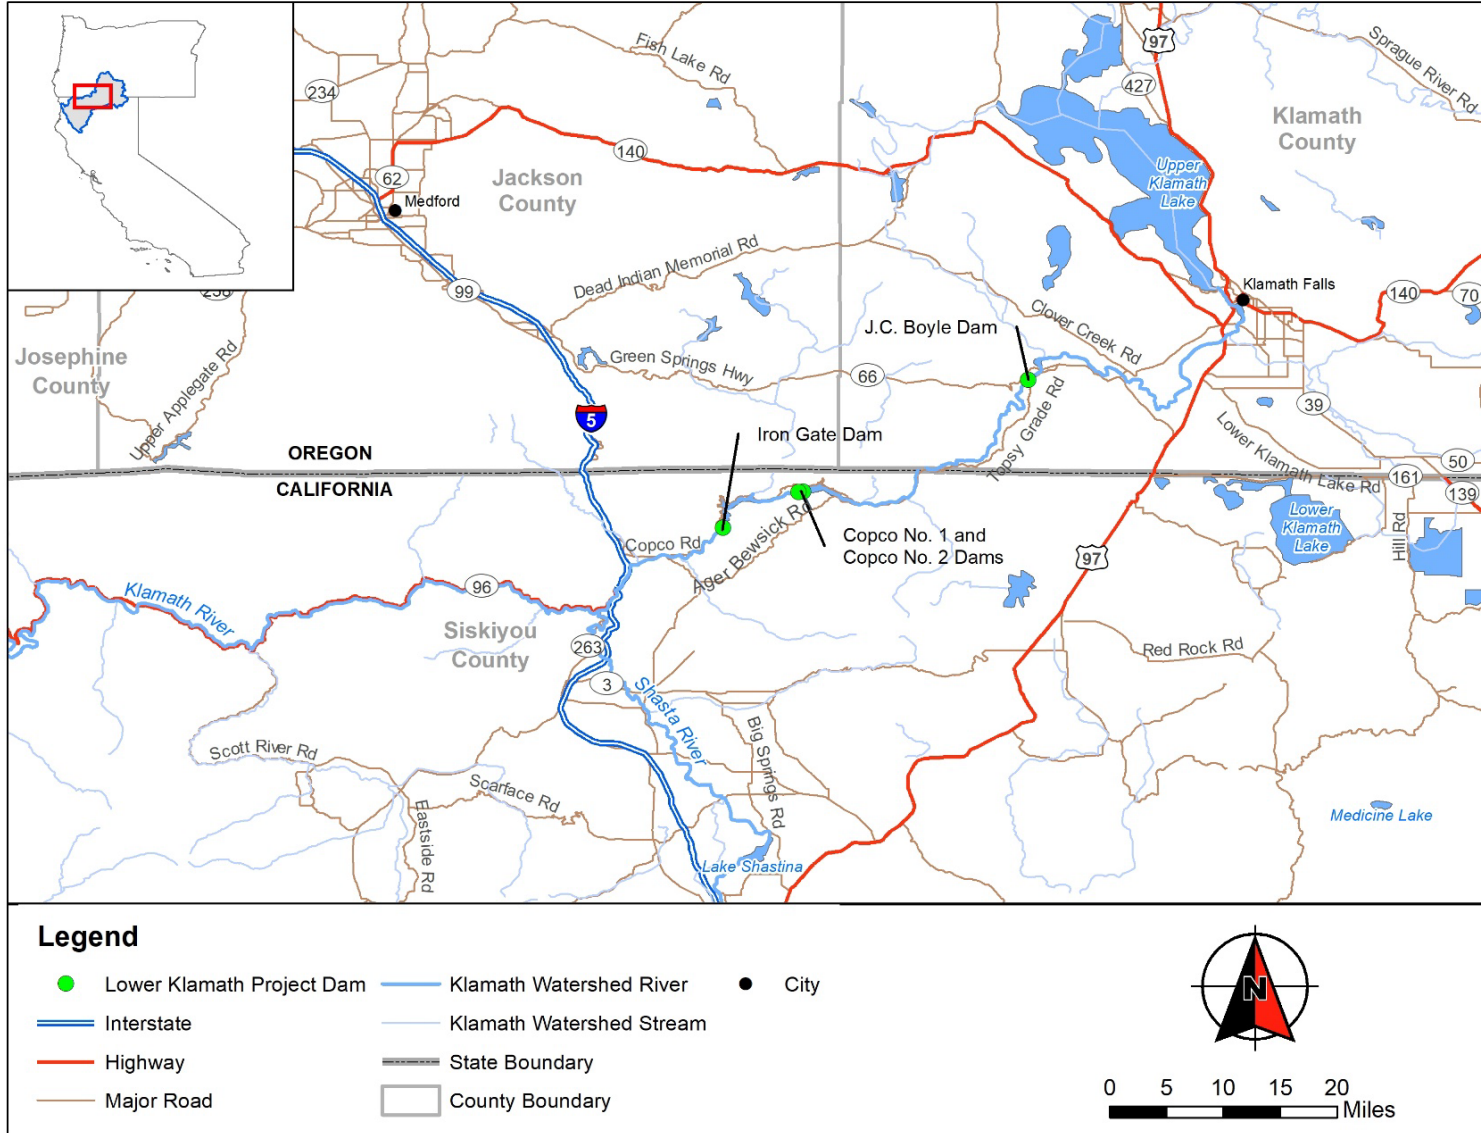 Fish Lake Rd
97
Sprague River Rd
234
427
Klamath
County
140
62
Jackson
County
Upper
Klamath
Lake
Medford
Dead Indian Memorial Rd
99
Klamath Falls
140
70
J.C. Boyle Dam
Clover Creek Rd
Josephine
County
Upper Applegate Rd
Green Springs Hwy
66
5
Topsy Grade Rd
39
Iron Gate Dam
Lower Klamath Lake Rd
OREGON
CALIFORNIA
50
161
139
Ager Bewsick Rd
Copco Rd
Copco No. 1 and
Copco No. 2 Dams
Lower
Klamath
Lake
Hill Rd
97
Klamath River
96
Siskiyou
County
263
3
Shasta River
Red Rock Rd
Scott River Rd
Scarface Rd
Eastside Rd
Big Springs Rd
Medicine Lake
Lake Shastina
Legend
Lower Klamath Project Dam
Klamath Watershed River
City
Interstate
Klamath Watershed Stream
Highway
State Boundary
Major Road
County Boundary
N
0 5 10 15 20
Miles